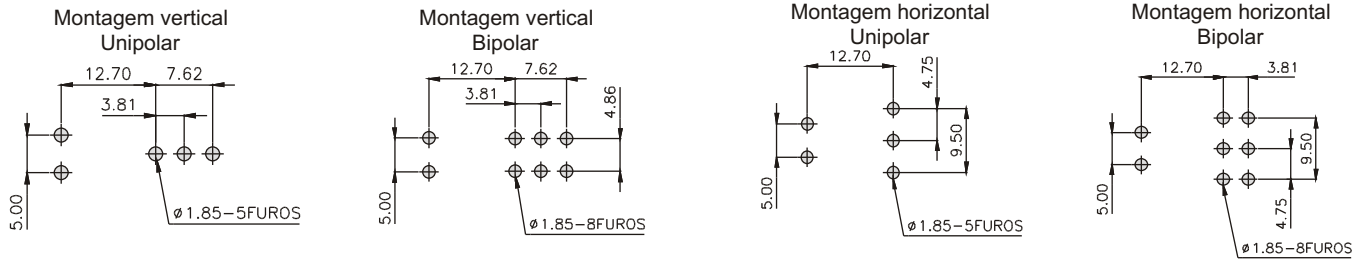 Montagem vertical
Unipolar
12.70
7.62
3.81
5.00
ø1.85-5FUROS
Montagem vertical
Bipolar
12.70
7.62
3.81
4.86
5.00
ø1.85-8FUROS
Montagem horizontal
Unipolar
12.70
4.75
9.50
5.00
ø1.85-5FUROS
Montagem horizontal
Bipolar
12.70
3.81
9.50
5.00
4.75
ø1.85-8FUROS